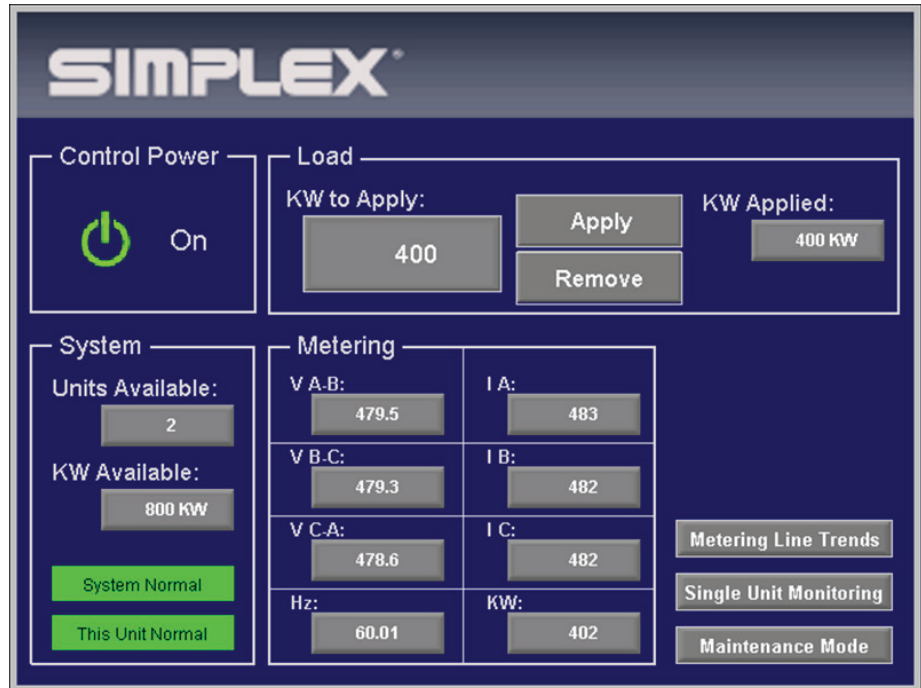 SIMPLEX®
Control Power
On
Load
KW to Apply:
400
Apply
Remove
KW Applied:
400 KW
System
Units Available:
2
KW Available:
800 KW
System Normal
This Unit Normal
Metering
V A-B:
479.5
I A:
483
V B-C:
479.3
I B:
482
V C-A:
478.6
I C:
482
Hz:
60.01
KW:
402
Metering Line Trends
Single Unit Monitoring
Maintenance Mode